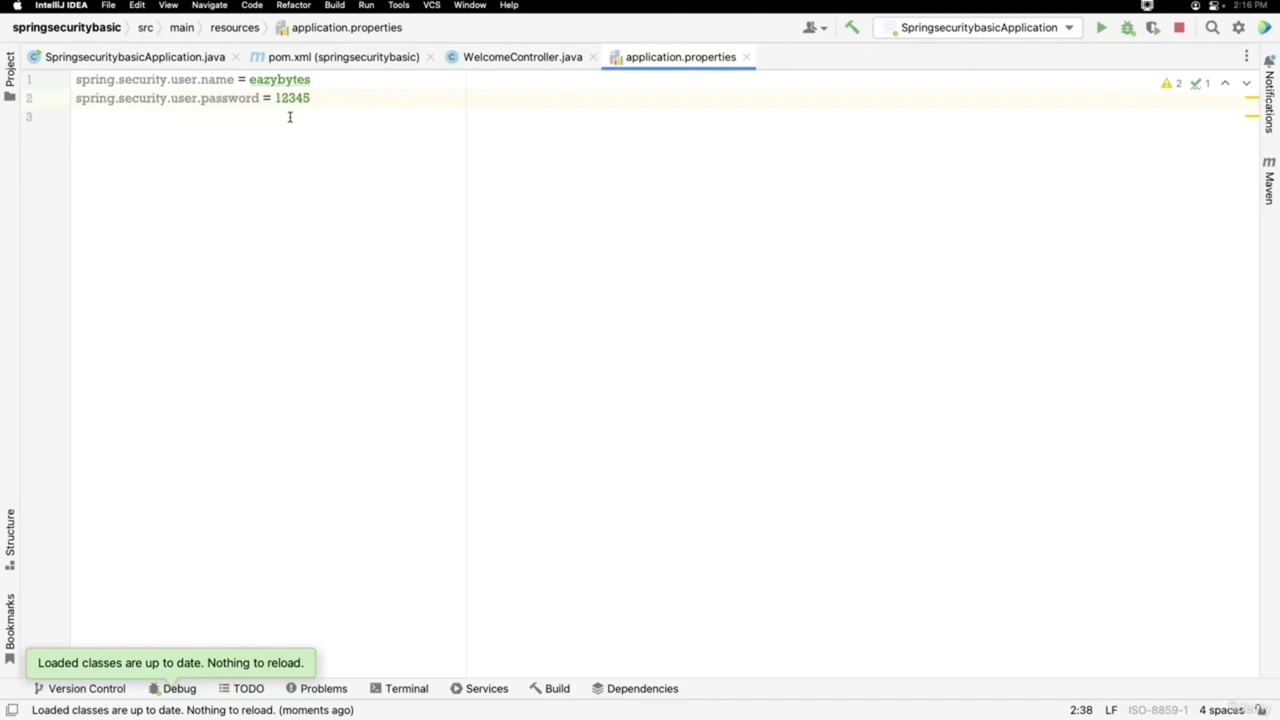 IntelliJ IDEA File Edit View Navigate Code Refactor Build Run Tools VCS Window Help 2:16 PM
springsecuritybasic src main resources application.properties SpringsecuritybasicApplication
SpringsecuritybasicApplication.java pom.xml (springsecuritybasic) WelcomeController.java application.properties
Project
Notifications
Maven
1 spring.security.user.name = eazybytes 2 1
2 spring.security.user.password = 12345
3
Structure
Bookmarks
Loaded classes are up to date. Nothing to reload.
Version Control Debug TODO Problems Terminal Services Build Dependencies
Loaded classes are up to date. Nothing to reload. (moments ago) 2:38 LF ISO-8859-1 4 spaces